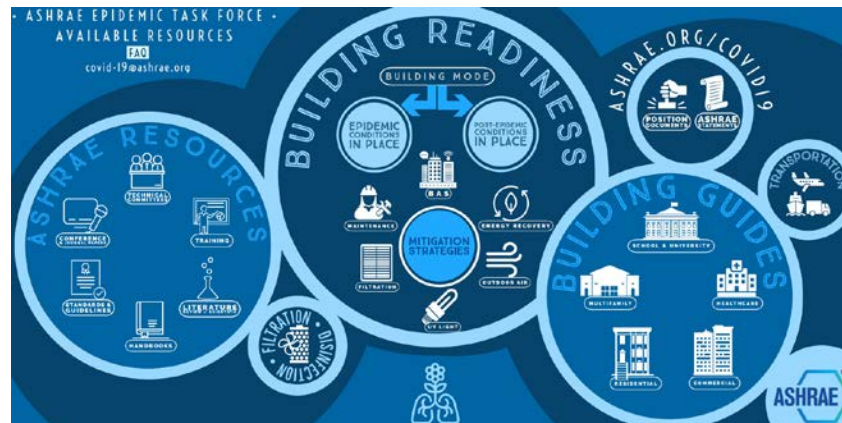 • ASHRAE EPIDEMIC TASK FORCE •
AVAILABLE RESOURCES
FAQ
covid-19@ashrae.org
BUILDING READINESS
BUILDING MODE
EPIDEMIC
CONDITIONS
IN PLACE
POST-EPIDEMIC
CONDITIONS
IN PLACE
BAS
MAINTENANCE
ENERGY RECOVERY
MITIGATION
STRATEGIES
FILTRATION
OUTDOOR AIR
UV LIGHT
ASHRAE RESOURCES
TECHNICAL
COMMITTEES
CONFERENCE
TRAINING
STANDARDS &
GUIDELINES
LITERATURE
HANDBOOKS
FILTRATION • DISINFECTION •
ASHRAE.ORG/COVID19
POSITION
DOCUMENTS
ASHRAE
STATEMENTS
TRANSPORTATION
BUILDING GUIDES
SCHOOL & UNIVERSITY
MULTIFAMILY
HEALTHCARE
RESIDENTIAL
COMMERCIAL
ASHRAE